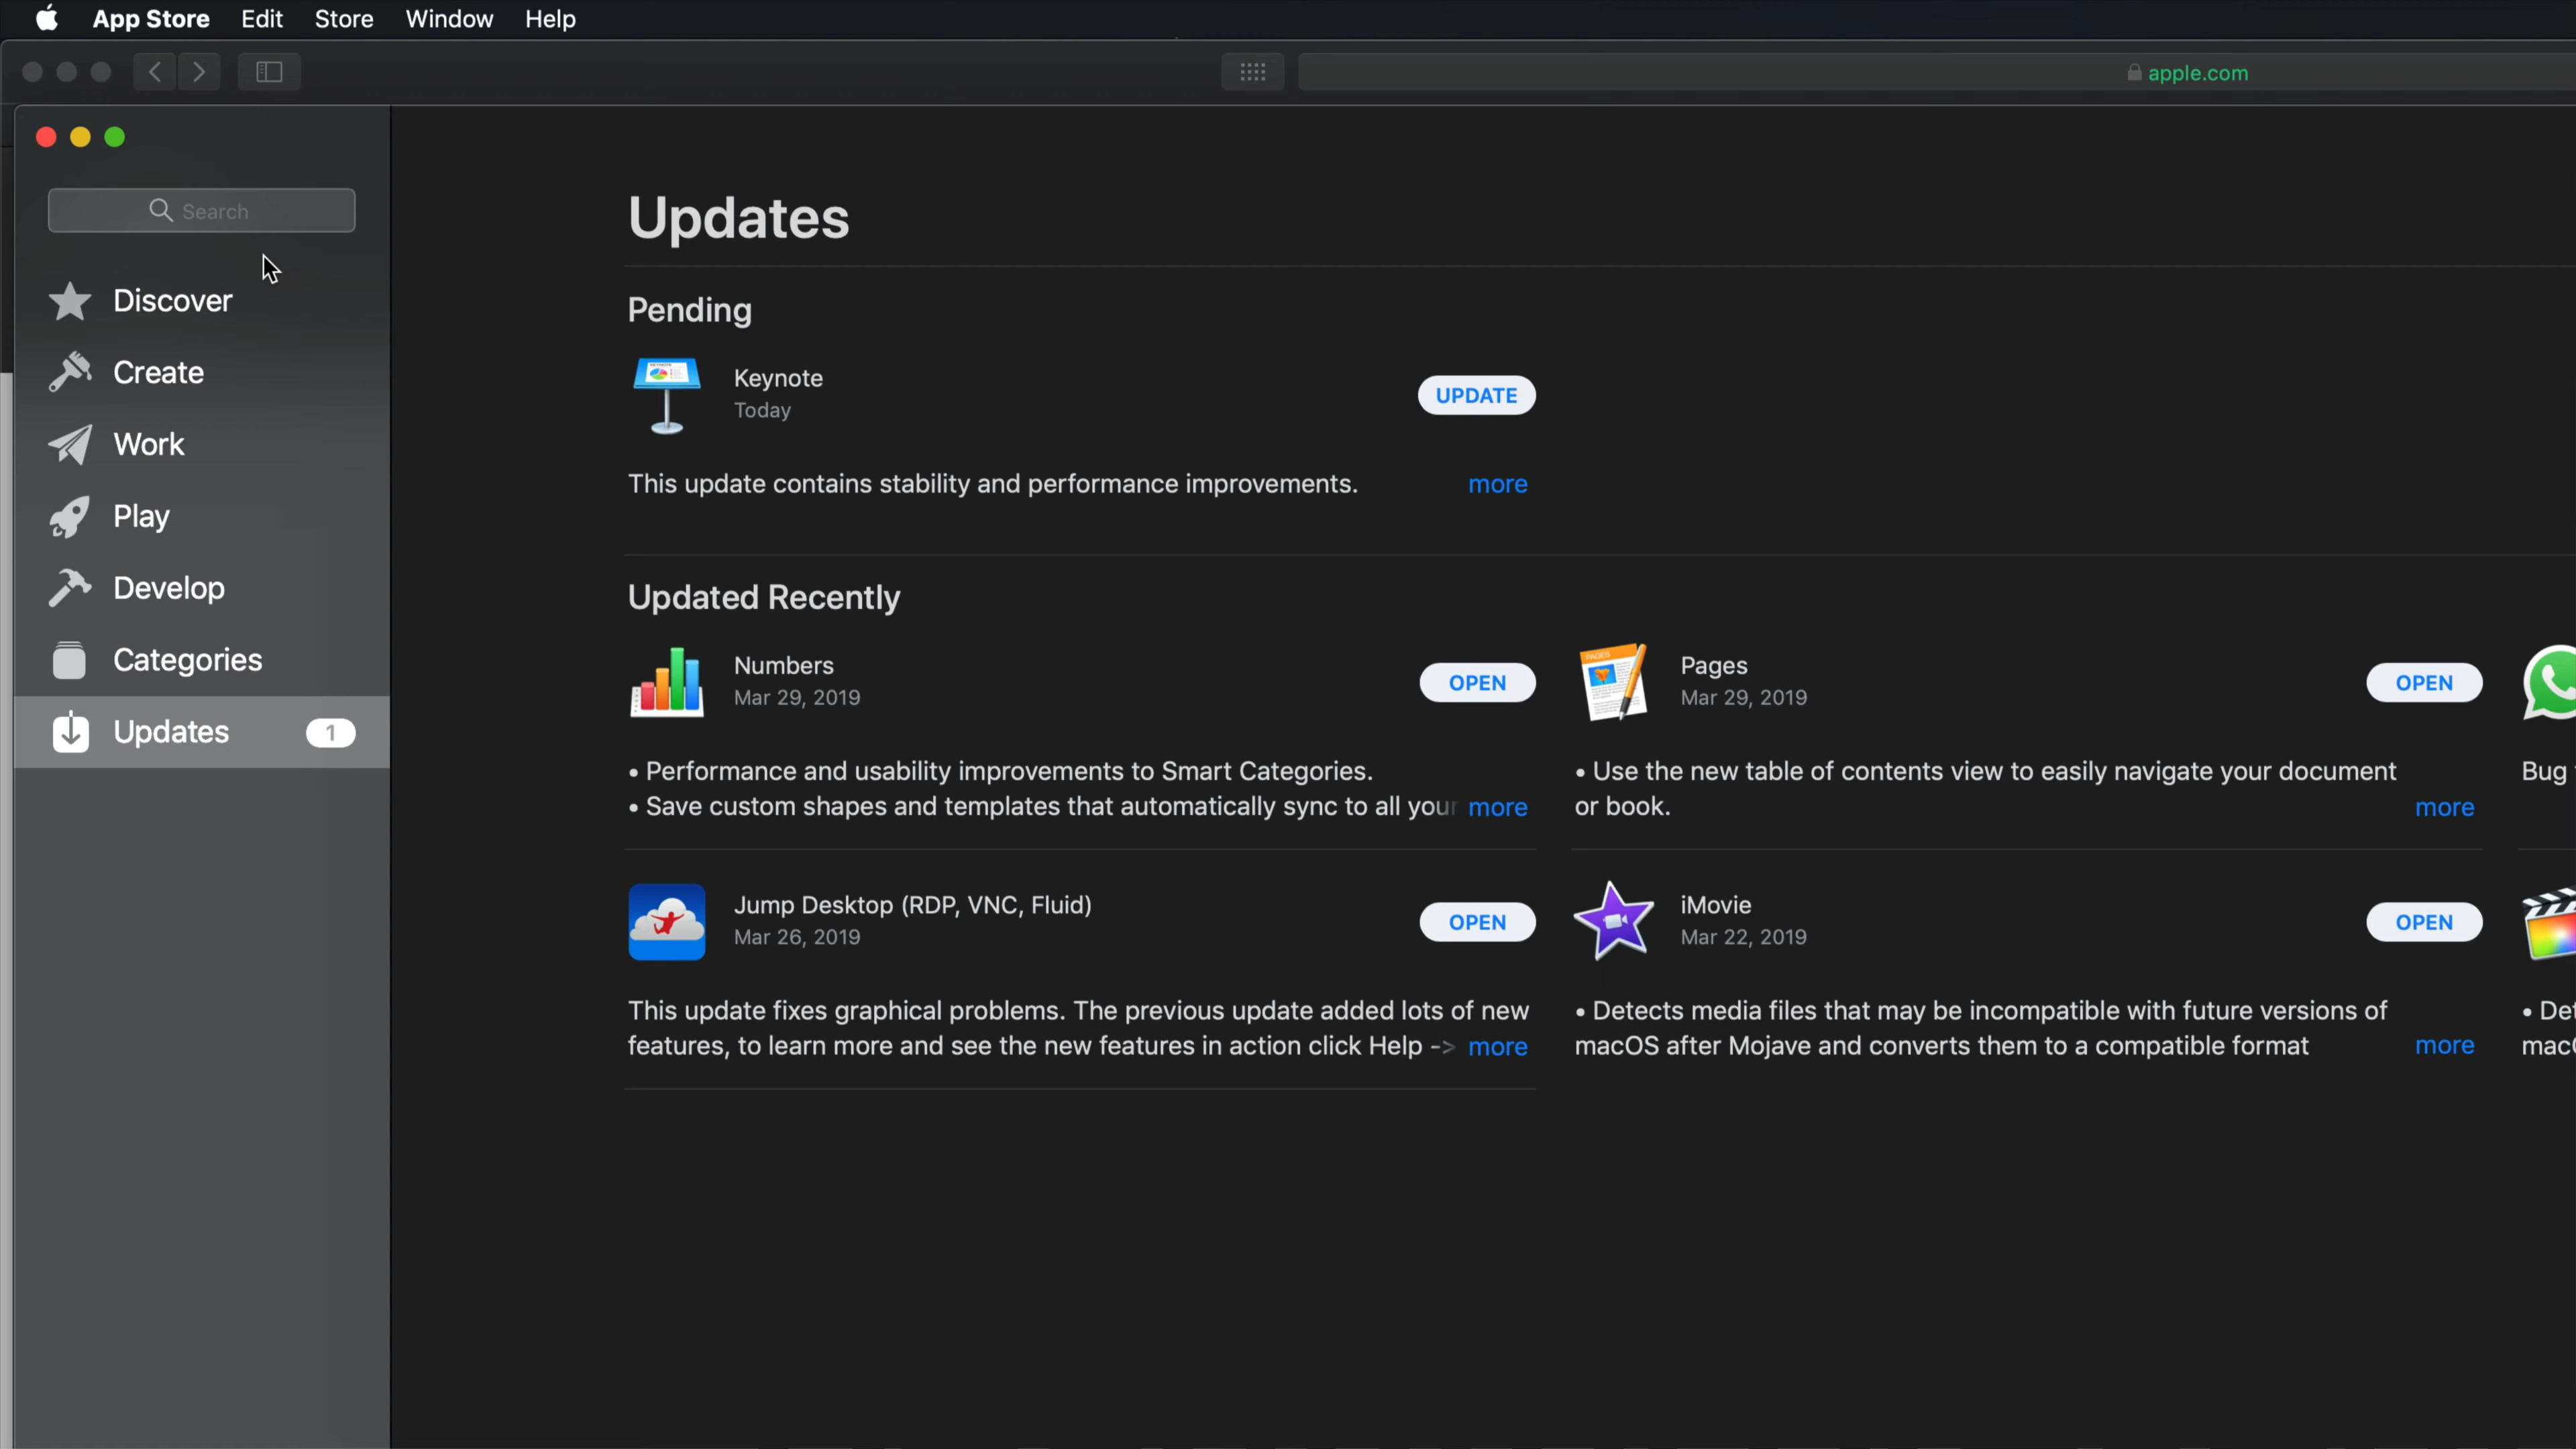 App Store Edit Store Window Help
apple.com
Search
Discover
Create
Work
Play
Develop
Categories
Updates 1
Updates
Pending
Keynote
Today
UPDATE
This update contains stability and performance improvements. more
Updated Recently
Numbers
Mar 29, 2019
OPEN
• Performance and usability improvements to Smart Categories.
• Save custom shapes and templates that automatically sync to all your more
Pages
Mar 29, 2019
OPEN
• Use the new table of contents view to easily navigate your document
or book. more
Bug
Jump Desktop (RDP, VNC, Fluid)
Mar 26, 2019
OPEN
This update fixes graphical problems. The previous update added lots of new
features, to learn more and see the new features in action click Help -> more
iMovie
Mar 22, 2019
OPEN
• Detects media files that may be incompatible with future versions of
macOS after Mojave and converts them to a compatible format more